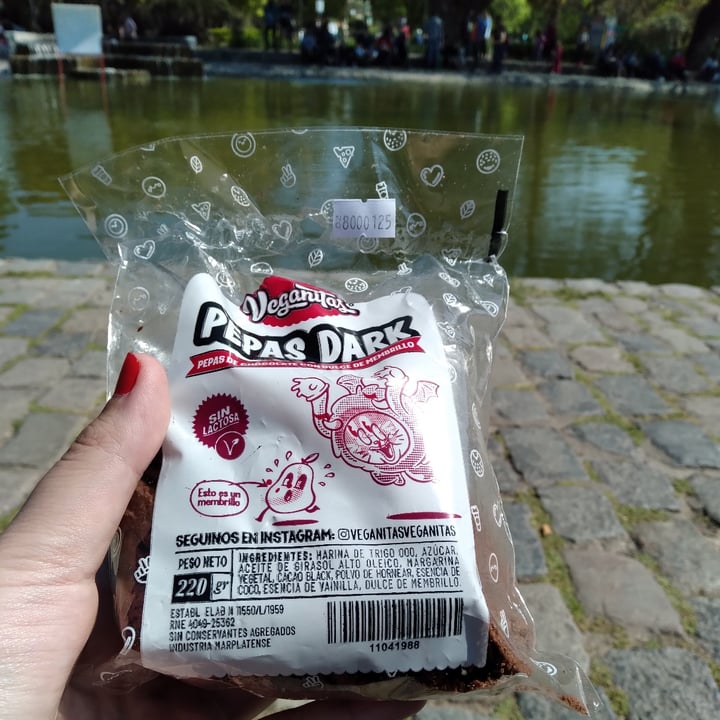 8000125
Veganitas
PEPAS DARK
PEPAS DE CHOCOLATE CON DULCE DE MEMBRILLO
SIN
LACTOSA
V
Esto es un
membrillo
SEGUINOS EN INSTAGRAM: @VEGANITASVEGANITAS
PESO NETO
220 gr
INGREDIENTES: HARINA DE TRIGO 000, AZÚCAR,
ACEITE DE GIRASOL ALTO OLEICO, MARGARINA
VEGETAL, CACAO BLACK, POLVO DE HORNEAR, ESENCIA DE
COCO, ESENCIA DE VAINILLA, DULCE DE MEMBRILLO.
ESTABL ELAB N 11550/L/1959
RNE 4049-25362
SIN CONSERVANTES AGREGADOS
INDUSTRIA MARPLATENSE
11041988